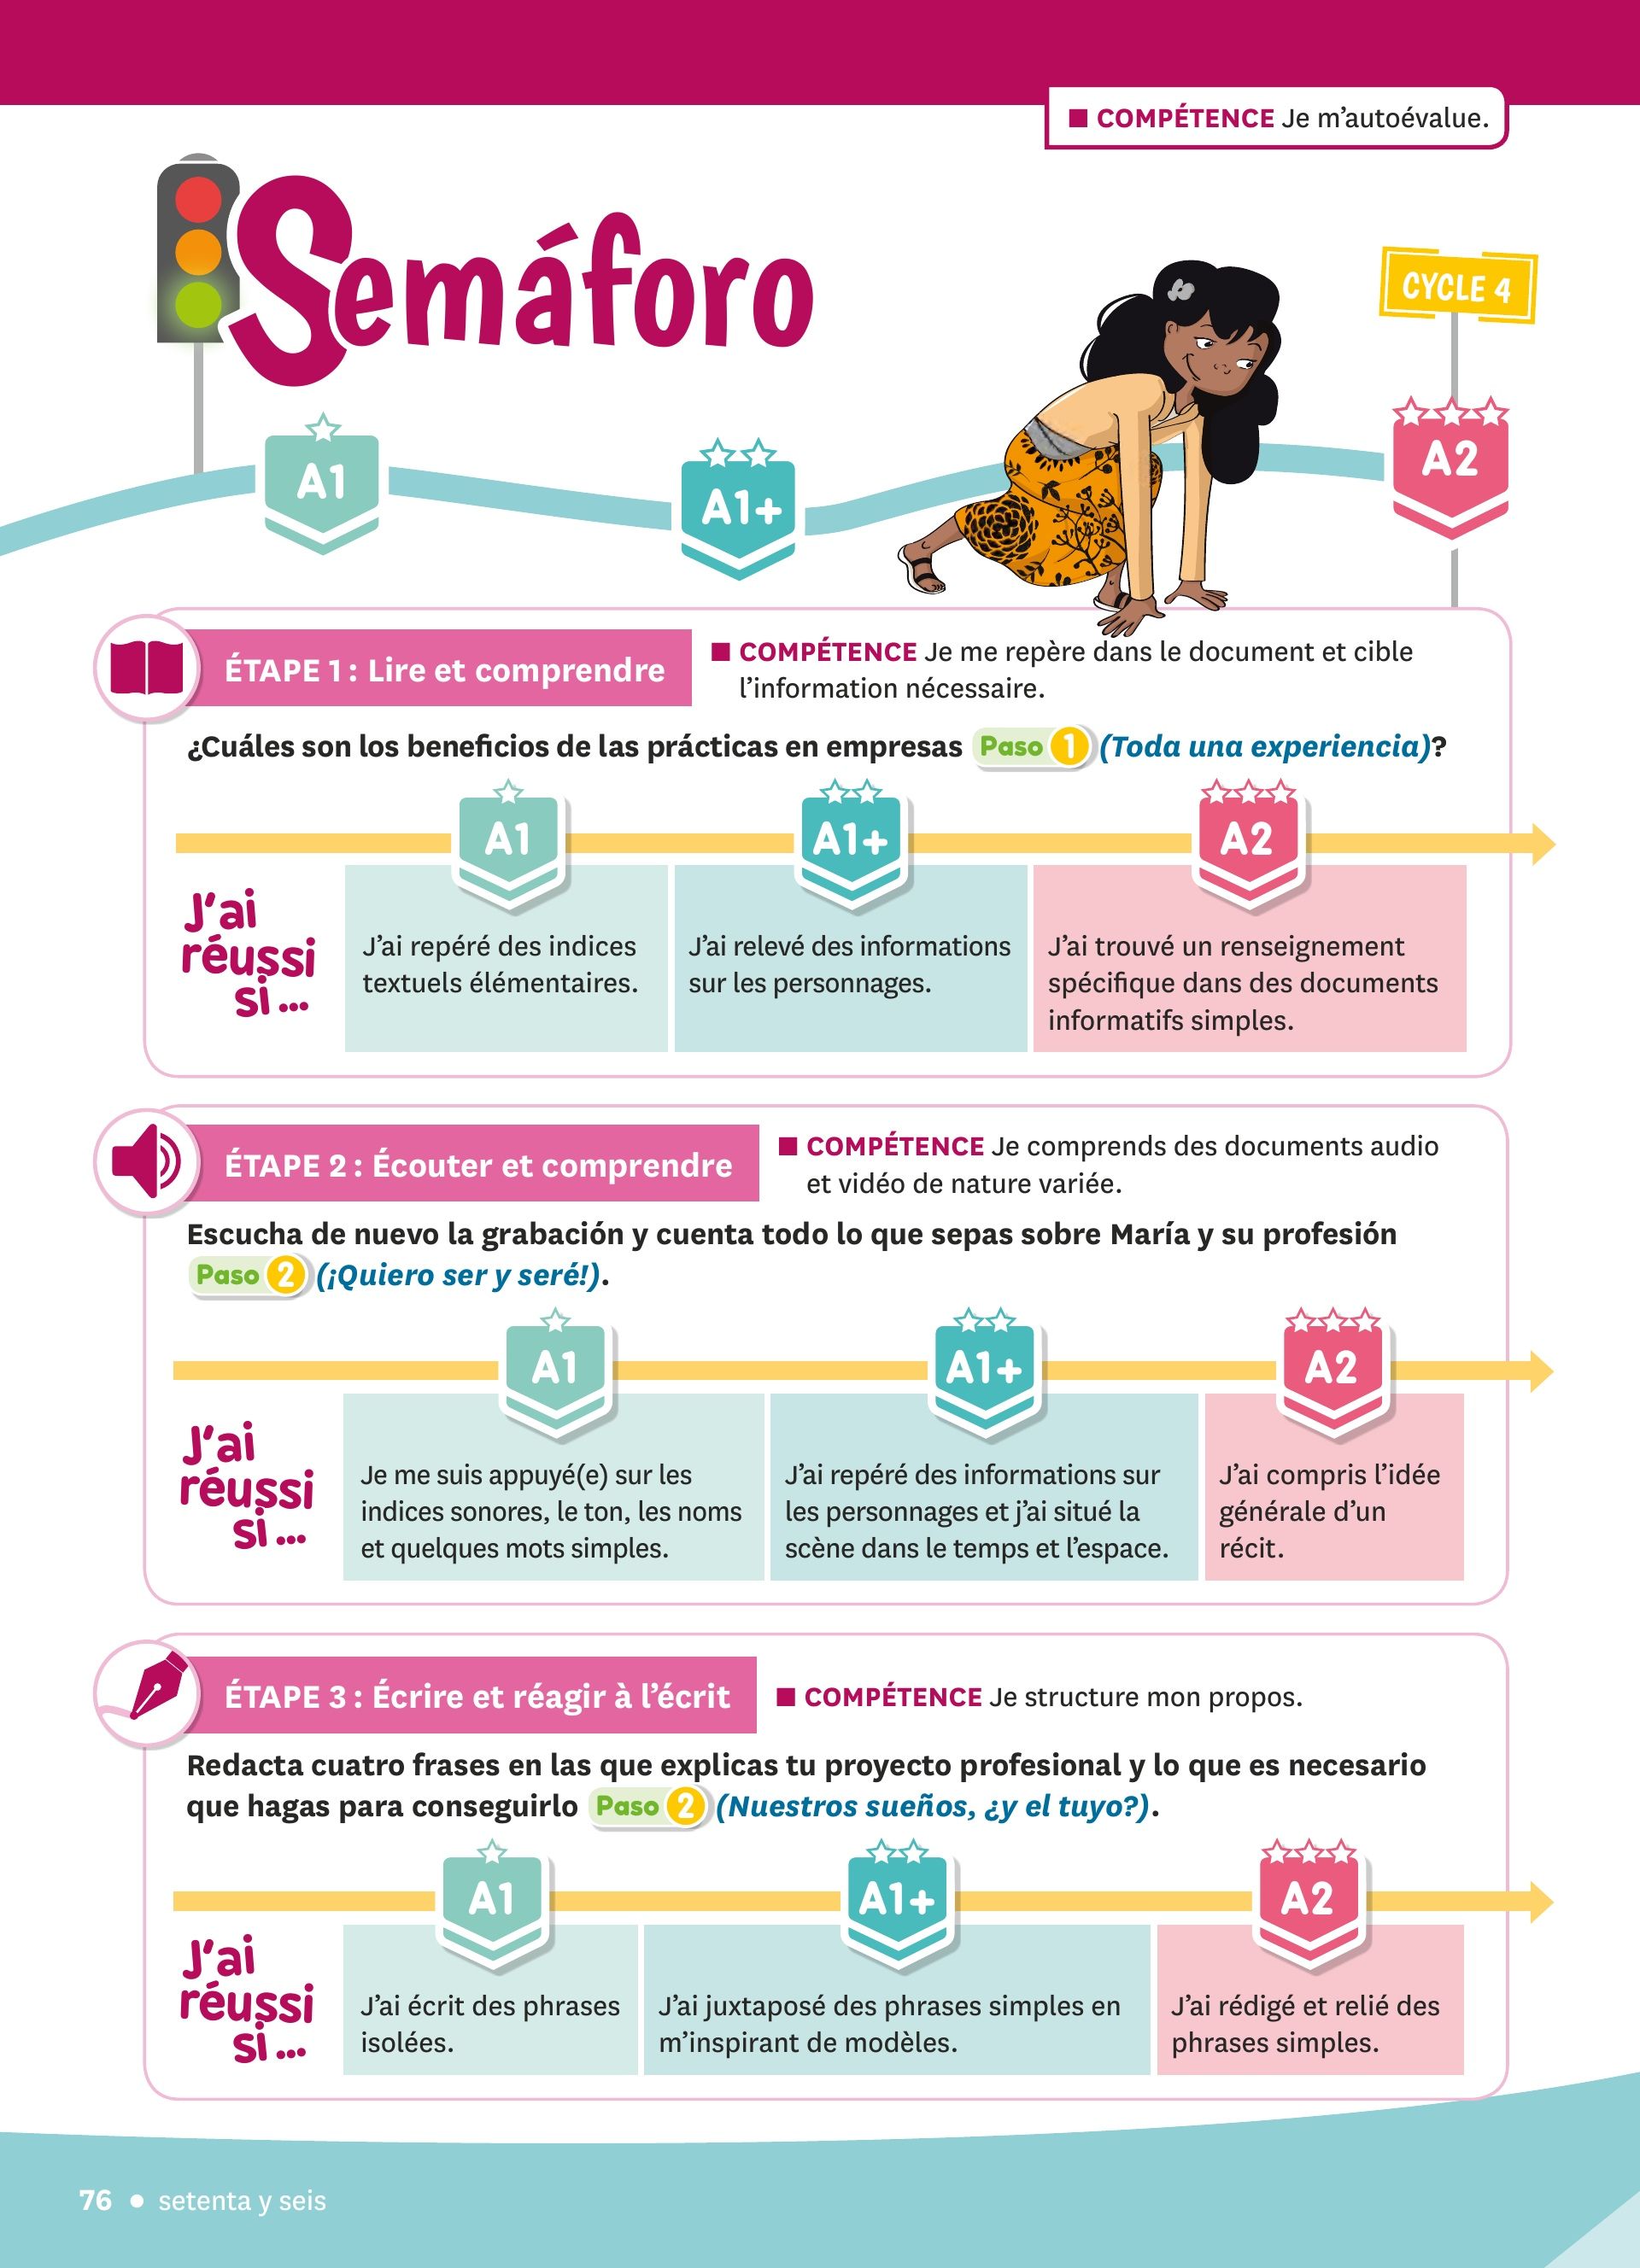 ■ COMPÉTENCE Je m'autoévalue.
Semáforo
CYCLE 4
A1
A1+
A2
ÉTAPE 1 : Lire et comprendre
■ COMPÉTENCE Je me repère dans le document et cible
l'information nécessaire.
¿Cuáles son los beneficios de las prácticas en empresas Paso 1 (Toda una experiencia)?
A1
A1+
A2
J'ai
réussi
si ...
J'ai repéré des indices
textuels élémentaires.
J'ai relevé des informations
sur les personnages.
J'ai trouvé un renseignement
spécifique dans des documents
informatifs simples.
ÉTAPE 2 : Écouter et comprendre
■ COMPÉTENCE Je comprends des documents audio
et vidéo de nature variée.
Escucha de nuevo la grabación y cuenta todo lo que sepas sobre María y su profesión
Paso 2 (¡Quiero ser y seré!).
A1
A1+
A2
J'ai
réussi
si ...
Je me suis appuyé(e) sur les
indices sonores, le ton, les noms
et quelques mots simples.
J'ai repéré des informations sur
les personnages et j'ai situé la
scène dans le temps et l'espace.
J'ai compris l'idée
générale d'un
récit.
ÉTAPE 3 : Écrire et réagir à l'écrit
■ COMPÉTENCE Je structure mon propos.
Redacta cuatro frases en las que explicas tu proyecto profesional y lo que es necesario
que hagas para conseguirlo Paso 2 (Nuestros sueños, ¿y el tuyo?).
A1
A1+
A2
J'ai
réussi
si ...
J'ai écrit des phrases
isolées.
J'ai juxtaposé des phrases simples en
m'inspirant de modèles.
J'ai rédigé et relié des
phrases simples.
76 • setenta y seis